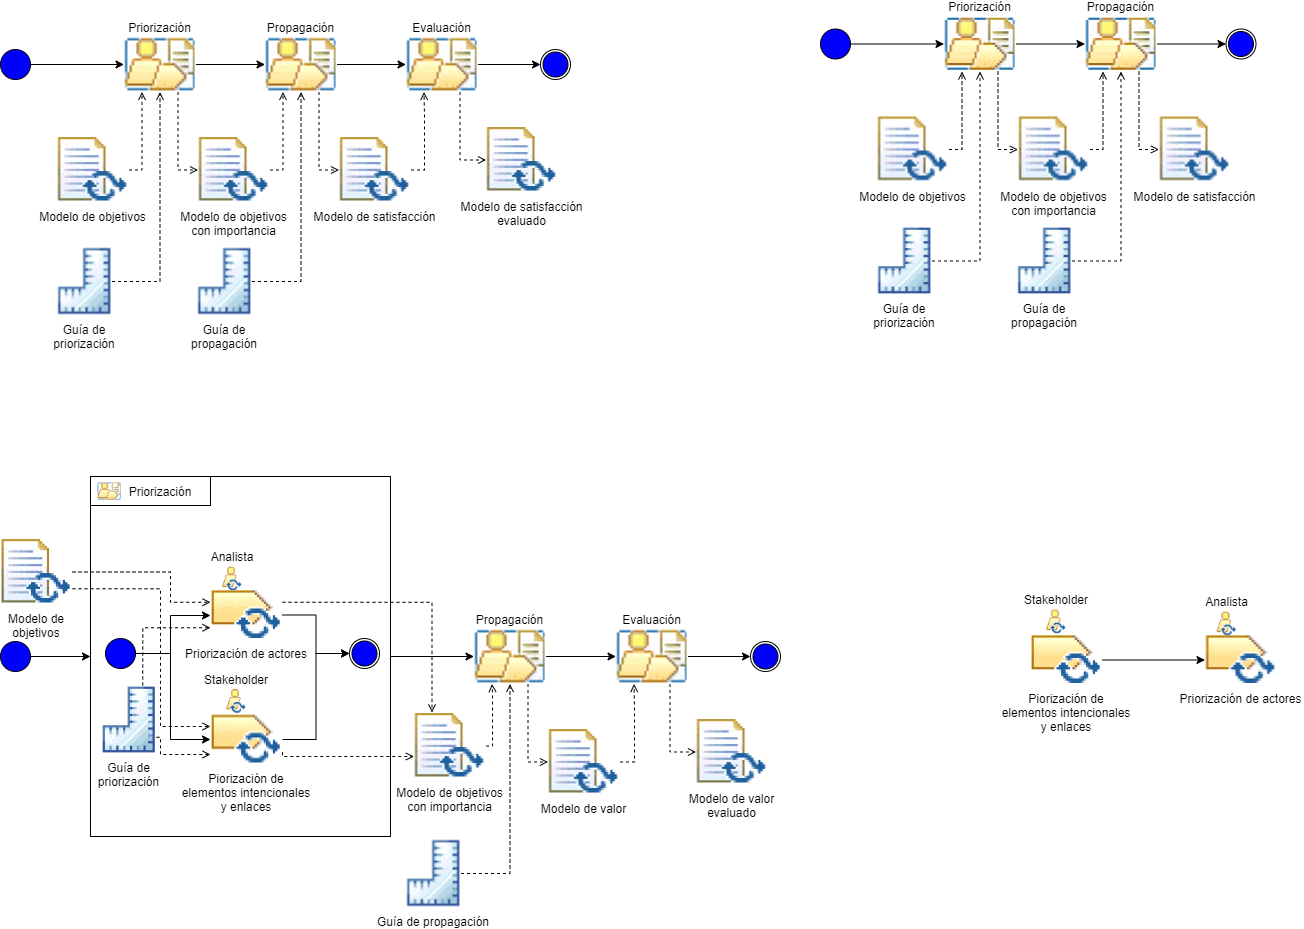 Priorización
Propagación
Evaluación
Modelo de objetivos
Modelo de objetivos
con importancia
Modelo de satisfacción
Modelo de satisfacción
evaluado
Guía de
priorización
Guía de
propagación
Priorización
Propagación
Modelo de objetivos
Modelo de objetivos
con importancia
Modelo de satisfacción
Guía de
priorización
Guía de
propagación
Priorización
Analista
Modelo de
objetivos
Priorización de actores
Stakeholder
Guía de
priorización
Piorización de
elementos intencionales
y enlaces
Propagación
Evaluación
Modelo de objetivos
con importancia
Modelo de valor
Modelo de valor
evaluado
Guía de propagación
Stakeholder
Piorización de
elementos intencionales
y enlaces
Analista
Priorización de actores